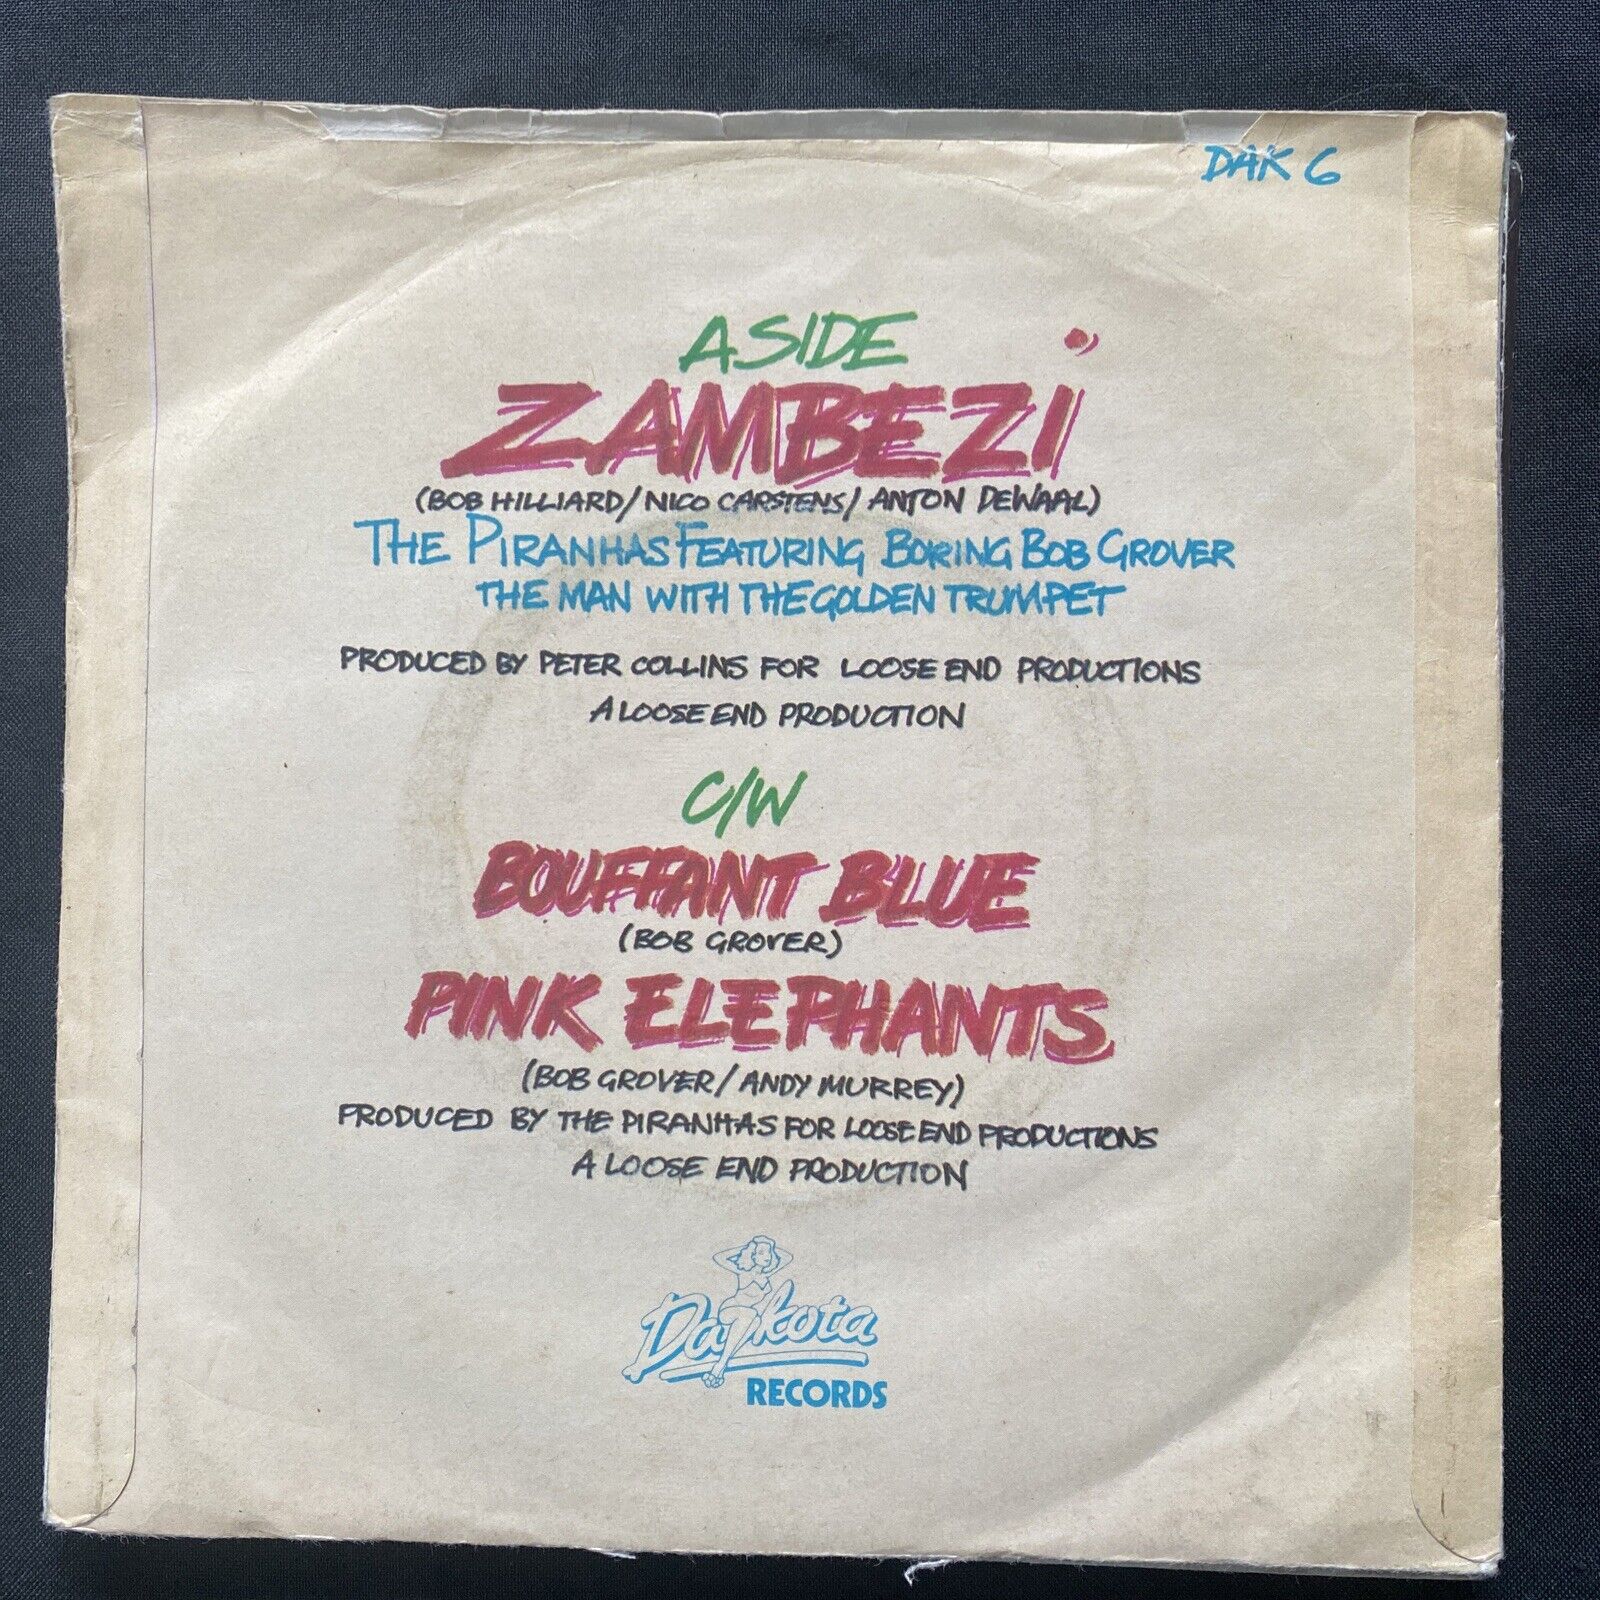 DAK 6
A SIDE
ZAMBEZi
(BOB HILLIARD/NICO CARSTENS/ANTON DEWAAL)
THE PIRANHAS FEATURING BORING BOB GROVER
THE MAN WITH THE GOLDEN TRUMPET
PRODUCED BY PETER COLLINS FOR LOOSE END PRODUCTIONS
A LOOSE END PRODUCTION
C/W
BOUFFANT BLUE
(BOB GROVER)
PINK ELEPHANTS
(BOB GROVER/ANDY MURREY)
PRODUCED BY THE PIRANHAS FOR LOOSE END PRODUCTIONS
A LOOSE END PRODUCTION
Dakota
RECORDS